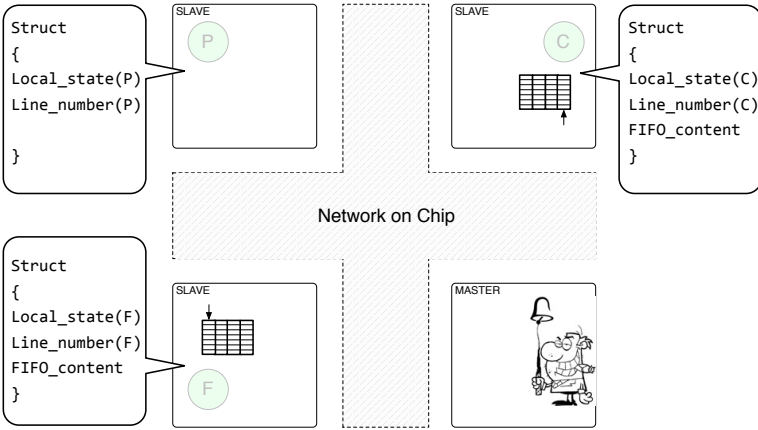 Struct
{
Local_state(P)
Line_number(P)
}
SLAVE
P
SLAVE
C
Struct
{
Local_state(C)
Line_number(C)
FIFO_content
}
Network on Chip
Struct
{
Local_state(F)
Line_number(F)
FIFO_content
}
SLAVE
F
MASTER